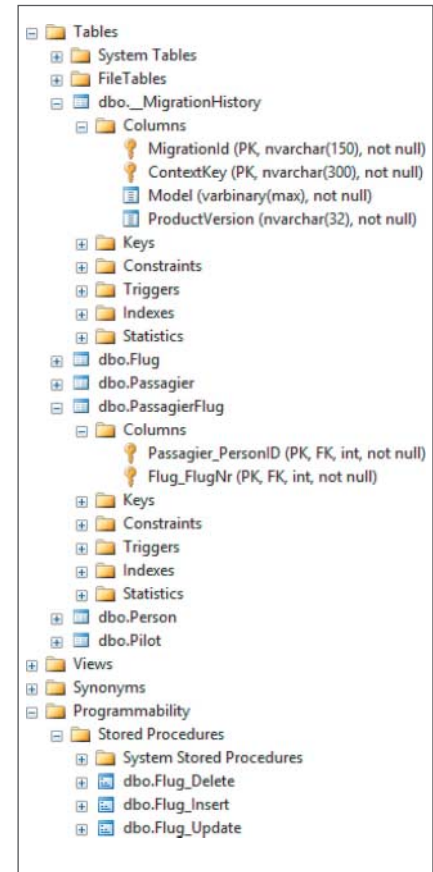 Tables
System Tables
FileTables
dbo.__MigrationHistory
Columns
MigrationId (PK, nvarchar(150), not null)
ContextKey (PK, nvarchar(300), not null)
Model (varbinary(max), not null)
ProductVersion (nvarchar(32), not null)
Keys
Constraints
Triggers
Indexes
Statistics
dbo.Flug
dbo.Passagier
dbo.PassagierFlug
Columns
Passagier_PersonID (PK, FK, int, not null)
Flug_FlugNr (PK, FK, int, not null)
Keys
Constraints
Triggers
Indexes
Statistics
dbo.Person
dbo.Pilot
Views
Synonyms
Programmability
Stored Procedures
System Stored Procedures
dbo.Flug_Delete
dbo.Flug_Insert
dbo.Flug_Update